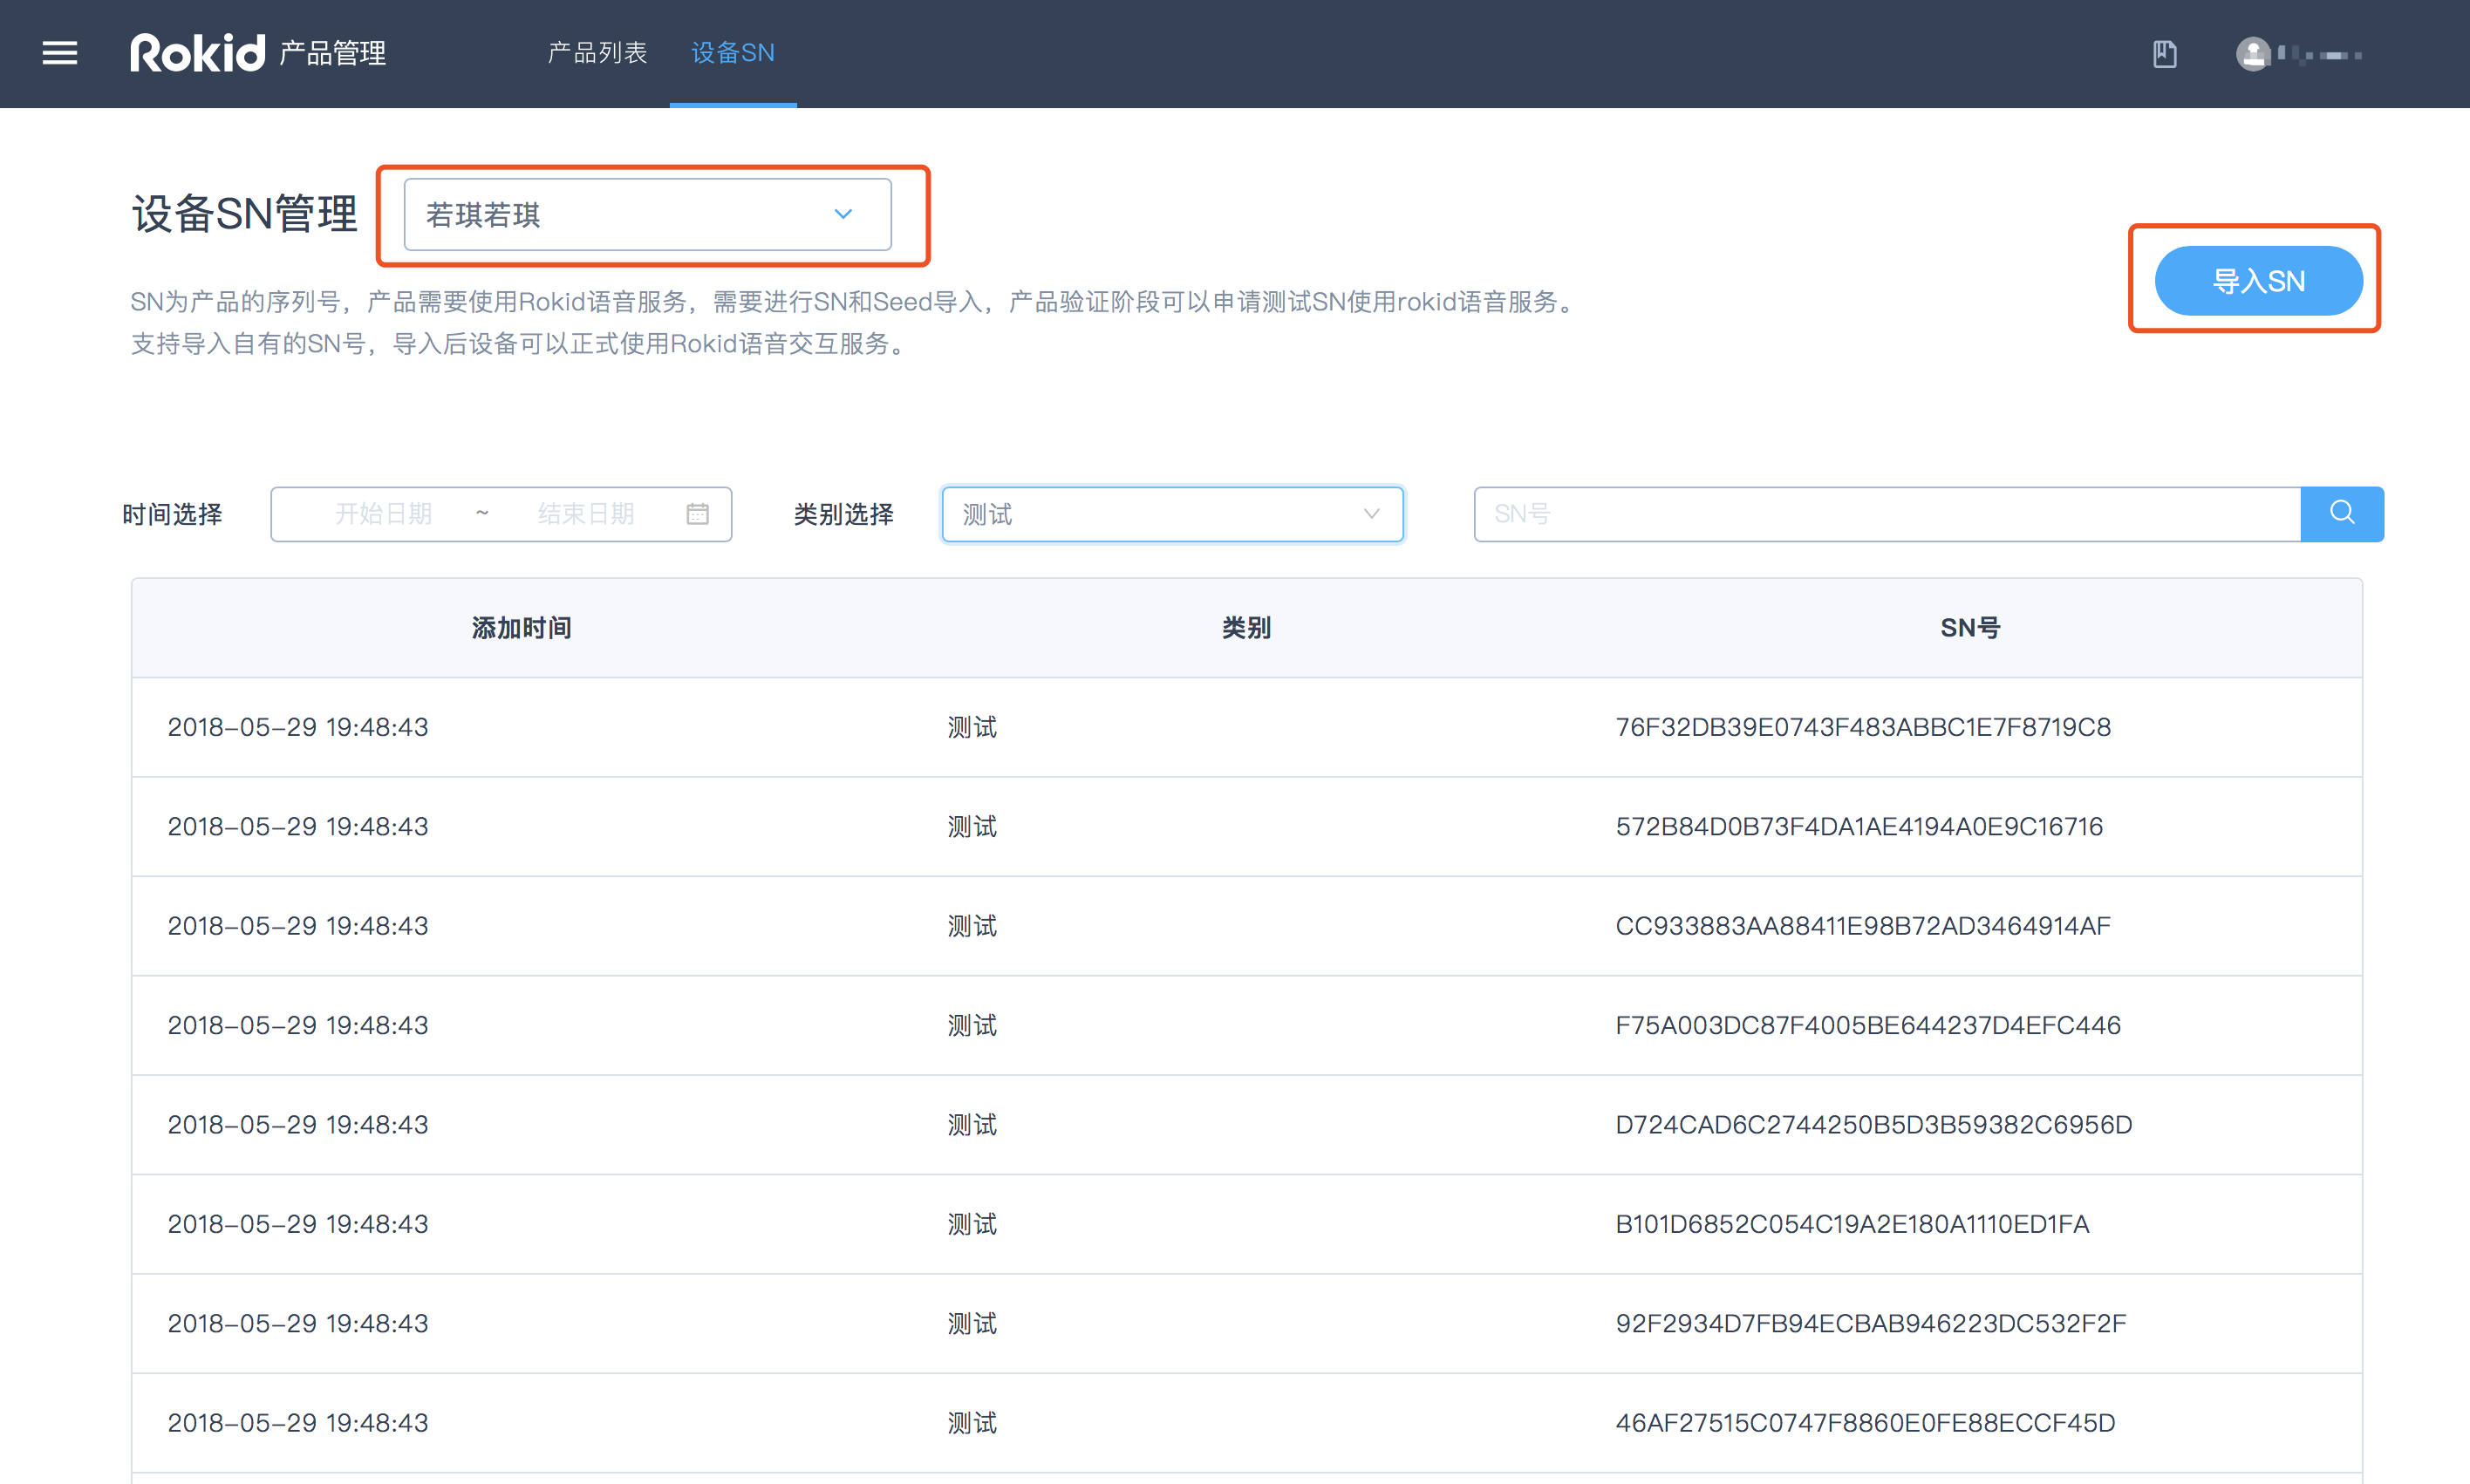 Rokid 产品管理 产品列表 设备SN
设备SN管理 若琪若琪
导入SN
SN为产品的序列号，产品需要使用Rokid语音服务，需要进行SN和Seed导入，产品验证阶段可以申请测试SN使用rokid语音服务。
支持导入自有的SN号，导入后设备可以正式使用Rokid语音交互服务。
时间选择 开始日期 ~ 结束日期 类别选择 测试 SN号
添加时间 类别 SN号
2018-05-29 19:48:43 测试 76F32DB39E0743F483ABBC1E7F8719C8
2018-05-29 19:48:43 测试 572B84D0B73F4DA1AE4194A0E9C16716
2018-05-29 19:48:43 测试 CC933883AA88411E98B72AD3464914AF
2018-05-29 19:48:43 测试 F75A003DC87F4005BE644237D4EFC446
2018-05-29 19:48:43 测试 D724CAD6C2744250B5D3B59382C6956D
2018-05-29 19:48:43 测试 B101D6852C054C19A2E180A1110ED1FA
2018-05-29 19:48:43 测试 92F2934D7FB94ECBAB946223DC532F2F
2018-05-29 19:48:43 测试 46AF27515C0747F8860E0FE88ECCF45D